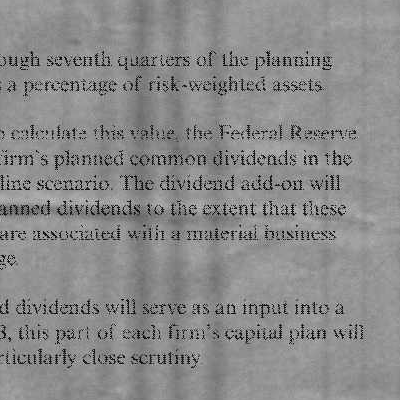 ough seventh quarters of the planning
a percentage of risk-weighted assets.
calculate this value, the Federal Reserve
firm's planned common dividends in the
line scenario. The dividend add-on will
anned dividends to the extent that these
are associated with a material business
ge.
d dividends will serve as an input into a
, this part of each firm's capital plan will
rticularly close scrutiny